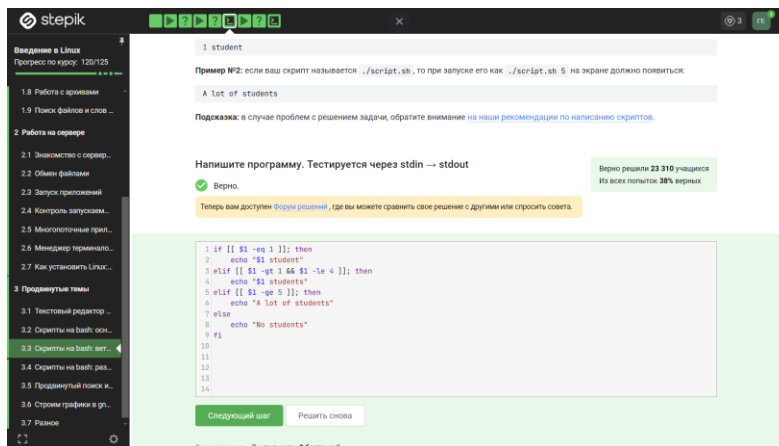 stepik
3
ГЕ
Введение в Linux
Прогресс по курсу: 120/125
1.8 Работа с архивами
1.9 Поиск файлов и слов ...
2 Работа на сервере
2.1 Знакомство с сервер...
2.2 Обмен файлами
2.3 Запуск приложений
2.4 Контроль запускаем...
2.5 Многопоточные прил...
2.6 Менеджер терминало...
2.7 Как установить Linux:...
3 Продвинутые темы
3.1 Текстовый редактор ...
3.2 Скрипты на bash: осн...
3.3 Скрипты на bash: вет...
3.4 Скрипты на bash: раз...
3.5 Продвинутый поиск и...
3.6 Строим графики в gn...
3.7 Разное
1 student
Пример №2: если ваш скрипт называется ./script.sh, то при запуске его как ./script.sh 5 на экране должно появиться:
A lot of students
Подсказка: в случае проблем с решением задачи, обратите внимание на наши рекомендации по написанию скриптов.
Напишите программу. Тестируется через stdin → stdout
Верно решили 23 310 учащихся
Из всех попыток 38% верных
Верно.
Теперь вам доступен Форум решений, где вы можете сравнить свое решение с другими или спросить совета.
1 if [[ $1 -eq 1 ]]; then
2 echo "$1 student"
3 elif [[ $1 -gt 1 && $1 -le 4 ]]; then
4 echo "$1 students"
5 elif [[ $1 -ge 5 ]]; then
6 echo "A lot of students"
7 else
8 echo "No students"
9 fi
10
11
12
13
14
Следующий шаг
Решить снова